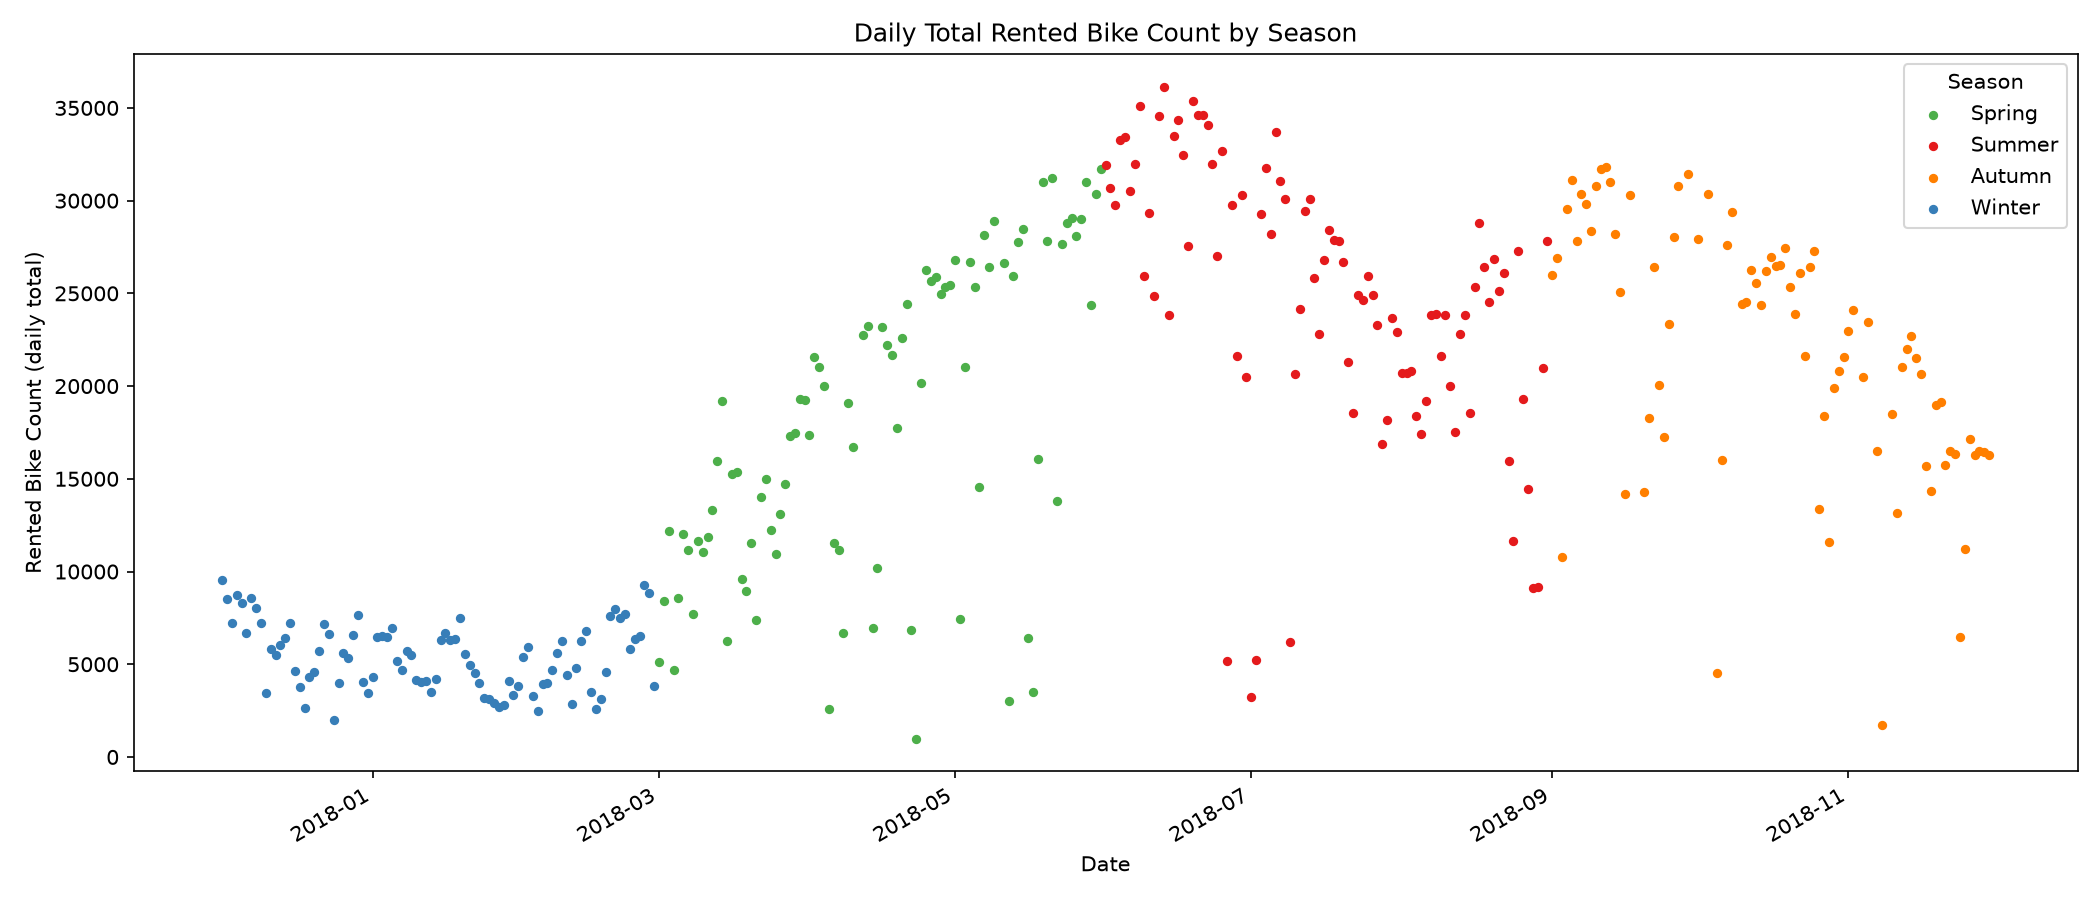 Daily Total Rented Bike Count by Season
Rented Bike Count (daily total)
35000
30000
25000
20000
15000
10000
5000
0
Season
Spring
Summer
Autumn
Winter
2018-01
2018-03
2018-05
2018-07
2018-09
2018-11
Date